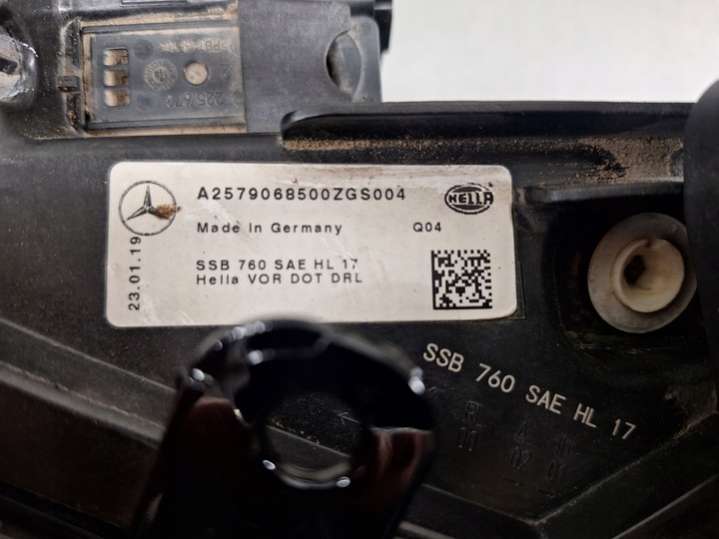 A2579068500ZGS004
HELLA
Made In Germany
Q04
23.01.19
SSB 760 SAE HL 17
Hella VOR DOT DRL
SSB 760 SAE HL 17